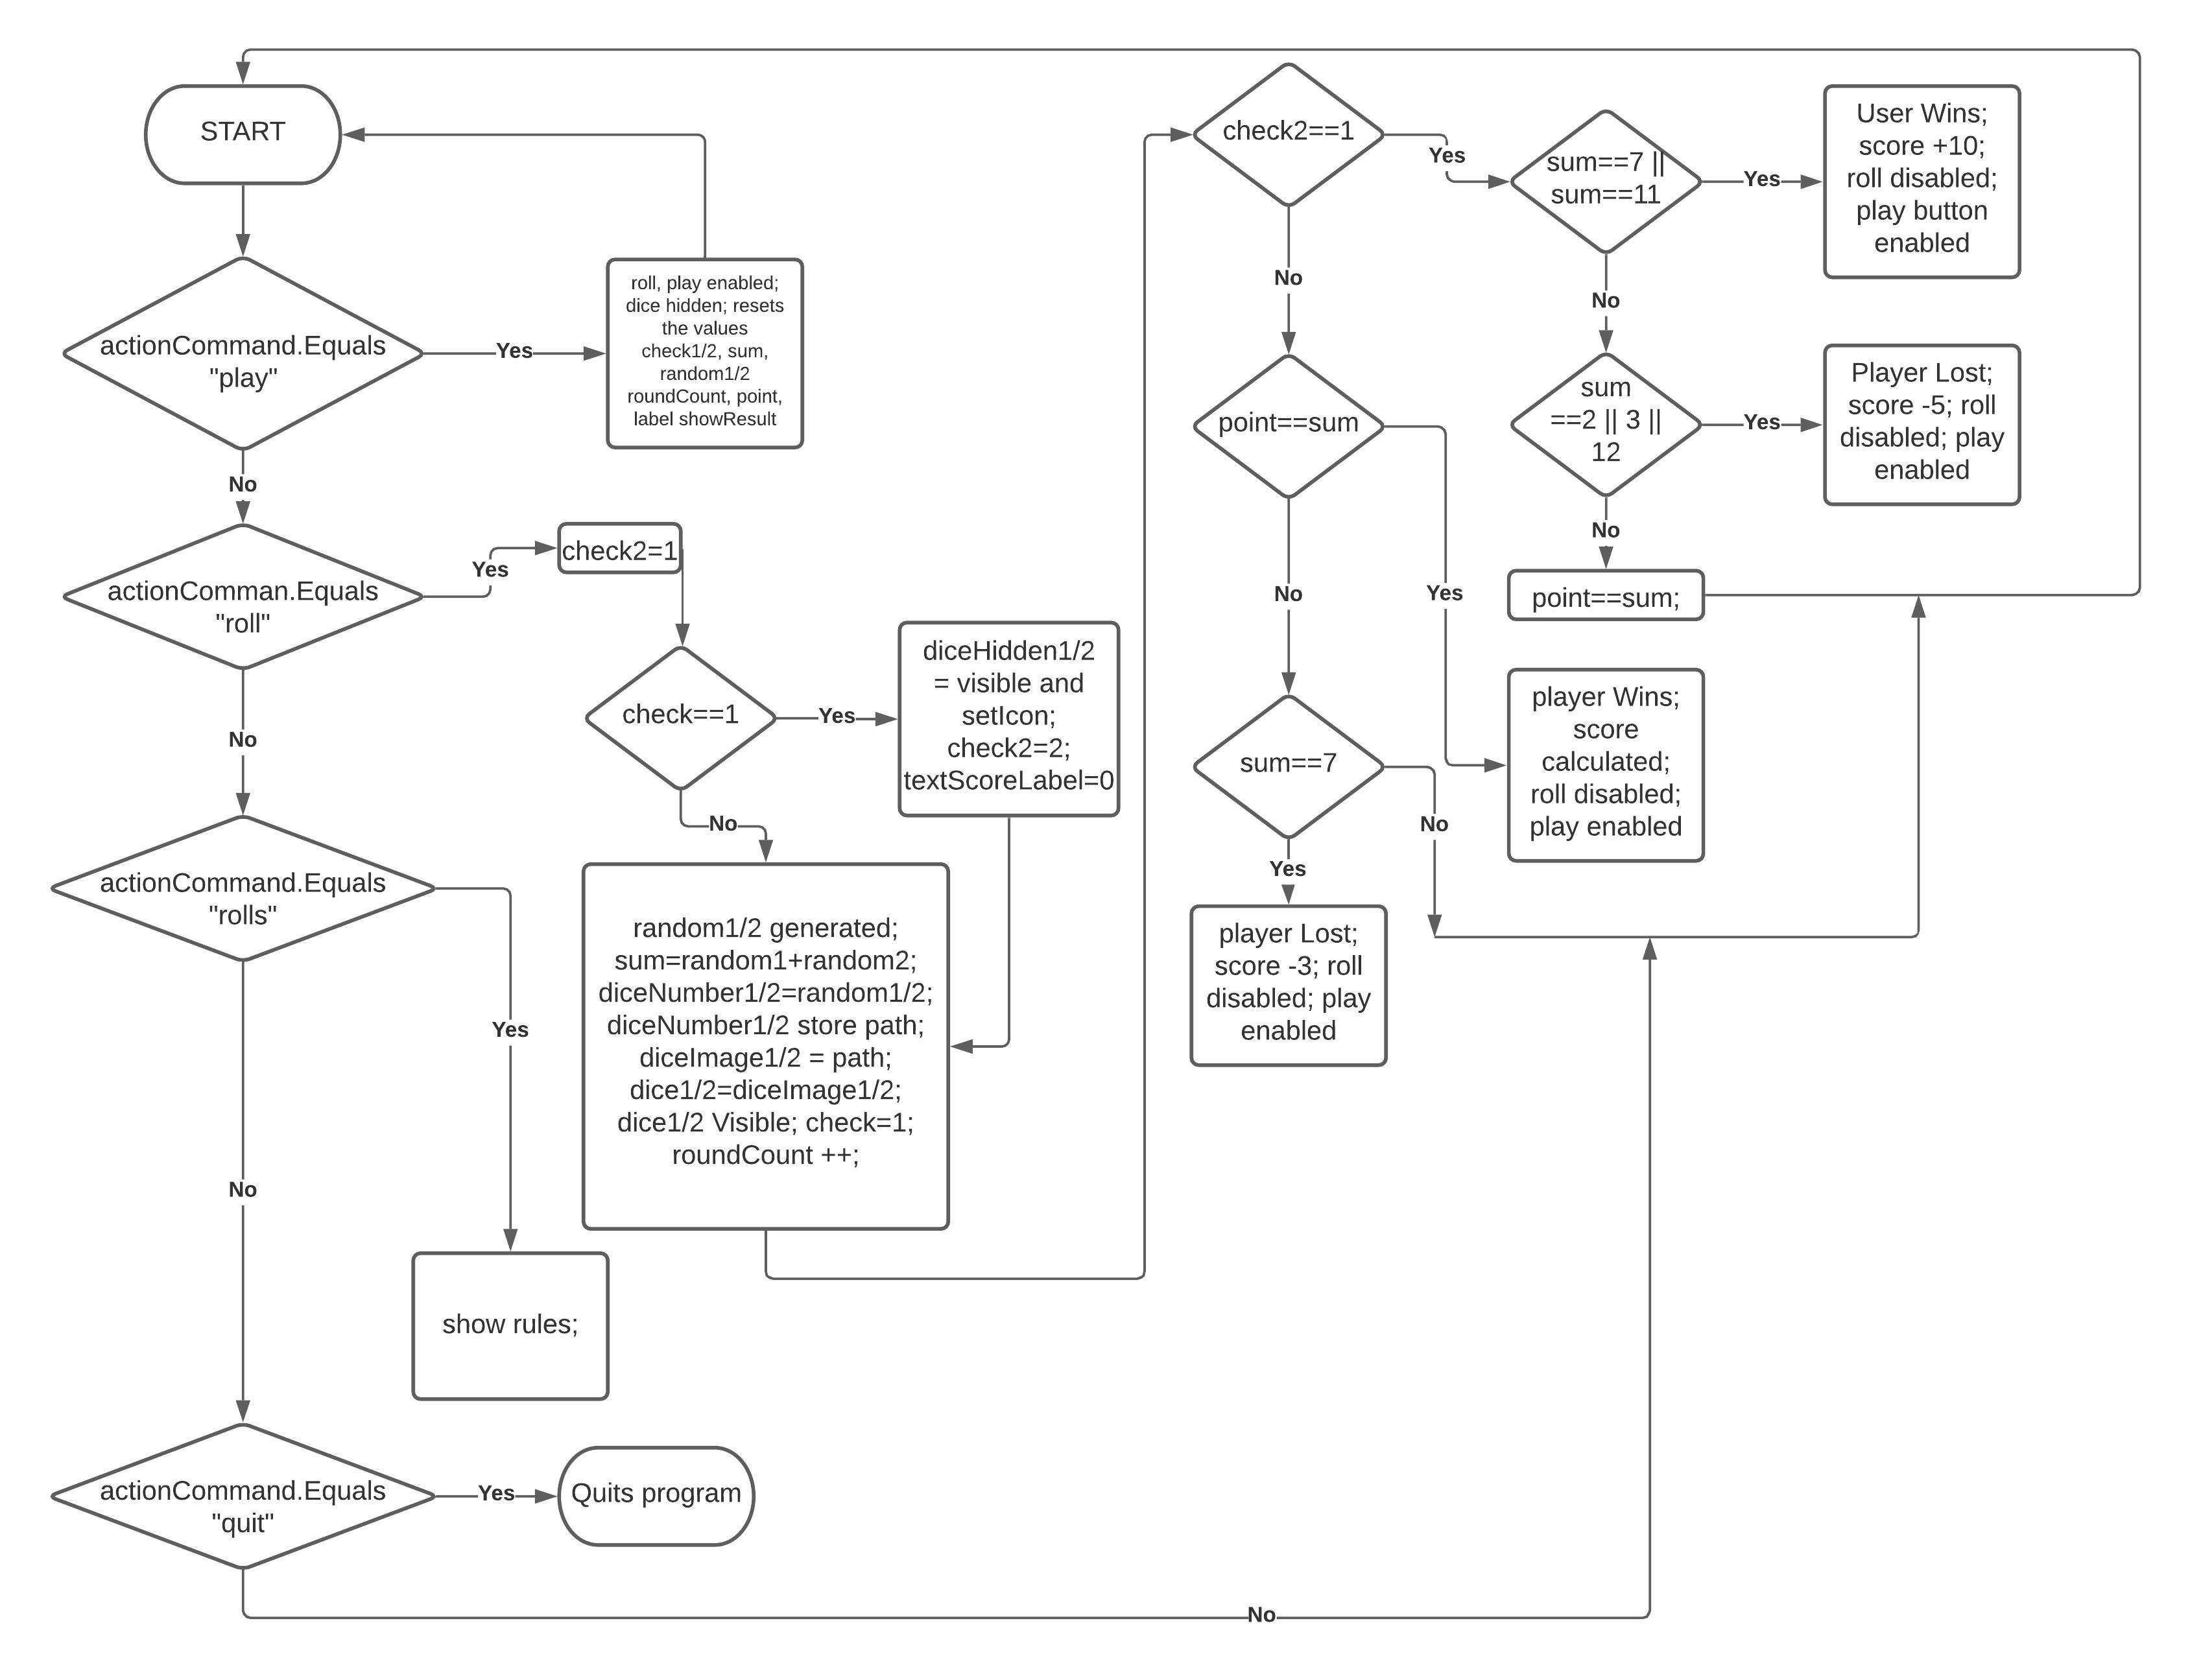 START
actionCommand.Equals
"play"
Yes
roll, play enabled;
dice hidden; resets
the values
check1/2, sum,
random1/2
roundCount, point,
label showResult
No
actionComman.Equals
"roll"
Yes
check2=1
check==1
Yes
diceHidden1/2
= visible and
setIcon;
check2=2;
textScoreLabel=0
No
random1/2 generated;
sum=random1+random2;
diceNumber1/2=random1/2;
diceNumber1/2 store path;
diceImage1/2 = path;
dice1/2=diceImage1/2;
dice1/2 Visible; check=1;
roundCount ++;
No
actionCommand.Equals
"rolls"
Yes
show rules;
No
actionCommand.Equals
"quit"
Yes
Quits program
No
check2==1
Yes
sum==7 ||
sum==11
Yes
User Wins;
score +10;
roll disabled;
play button
enabled
No
sum
==2 || 3 ||
12
Yes
Player Lost;
score -5; roll
disabled; play
enabled
No
point==sum;
No
point==sum
Yes
player Wins;
score
calculated;
roll disabled;
play enabled
No
sum==7
No
Yes
player Lost;
score -3; roll
disabled; play
enabled